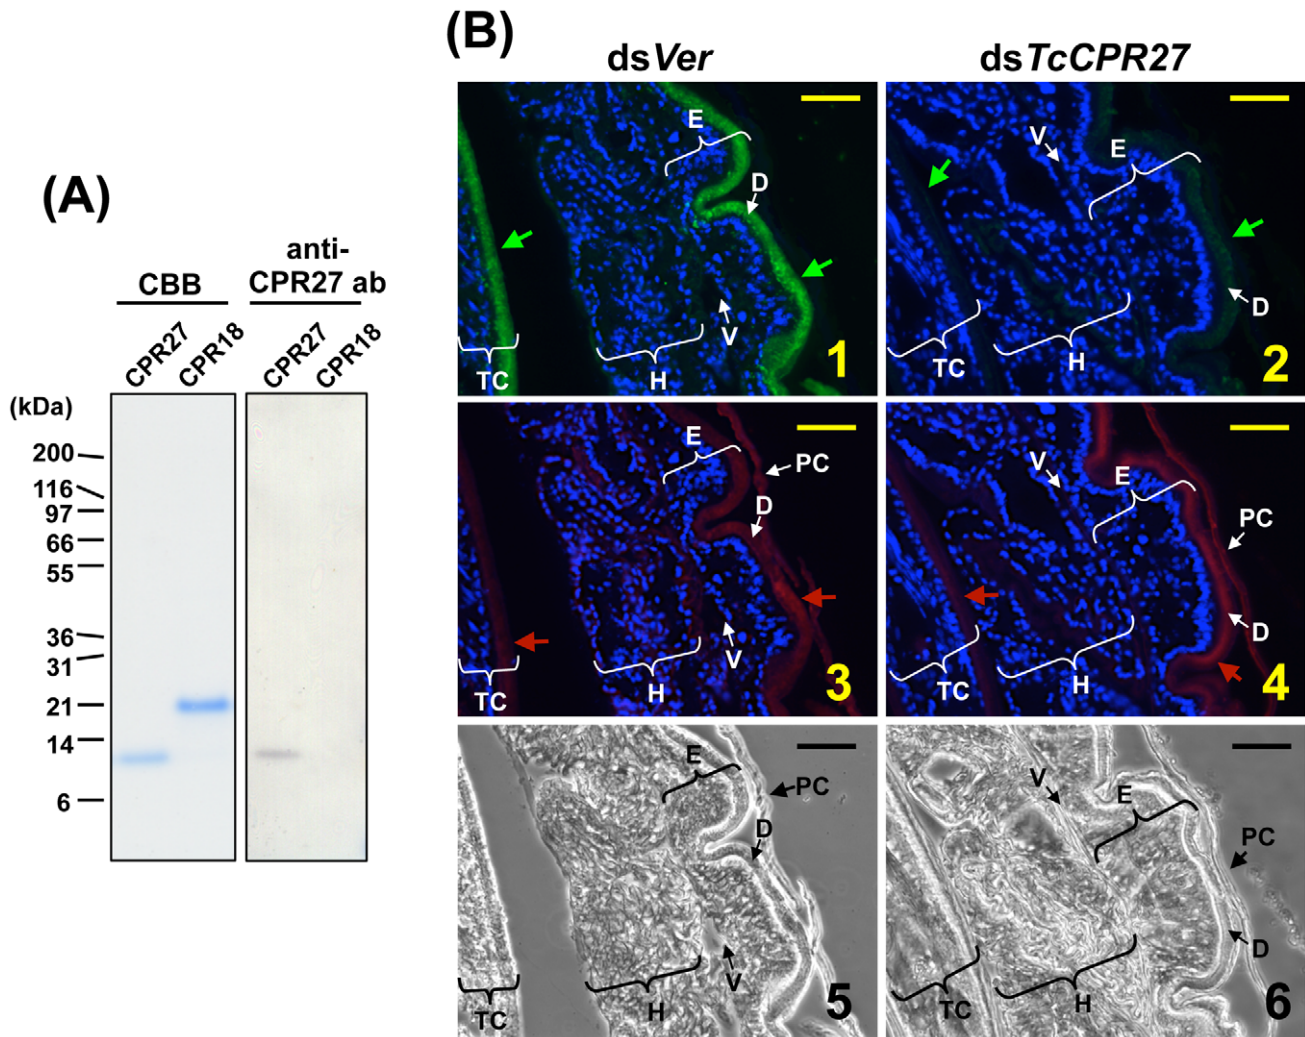 (A)
CBB
anti-
CPR27 ab
CPR27
CPR18
CPR27
CPR18
(kDa)
200
116
97
66
55
36
31
21
14
6
(B)
dsVer
dsTcCPR27
E
D
V
H
TC
1
V
E
D
TC
H
2
E
PC
D
V
H
TC
3
V
E
PC
D
TC
H
4
E
PC
D
V
H
TC
5
V
E
PC
D
TC
H
6